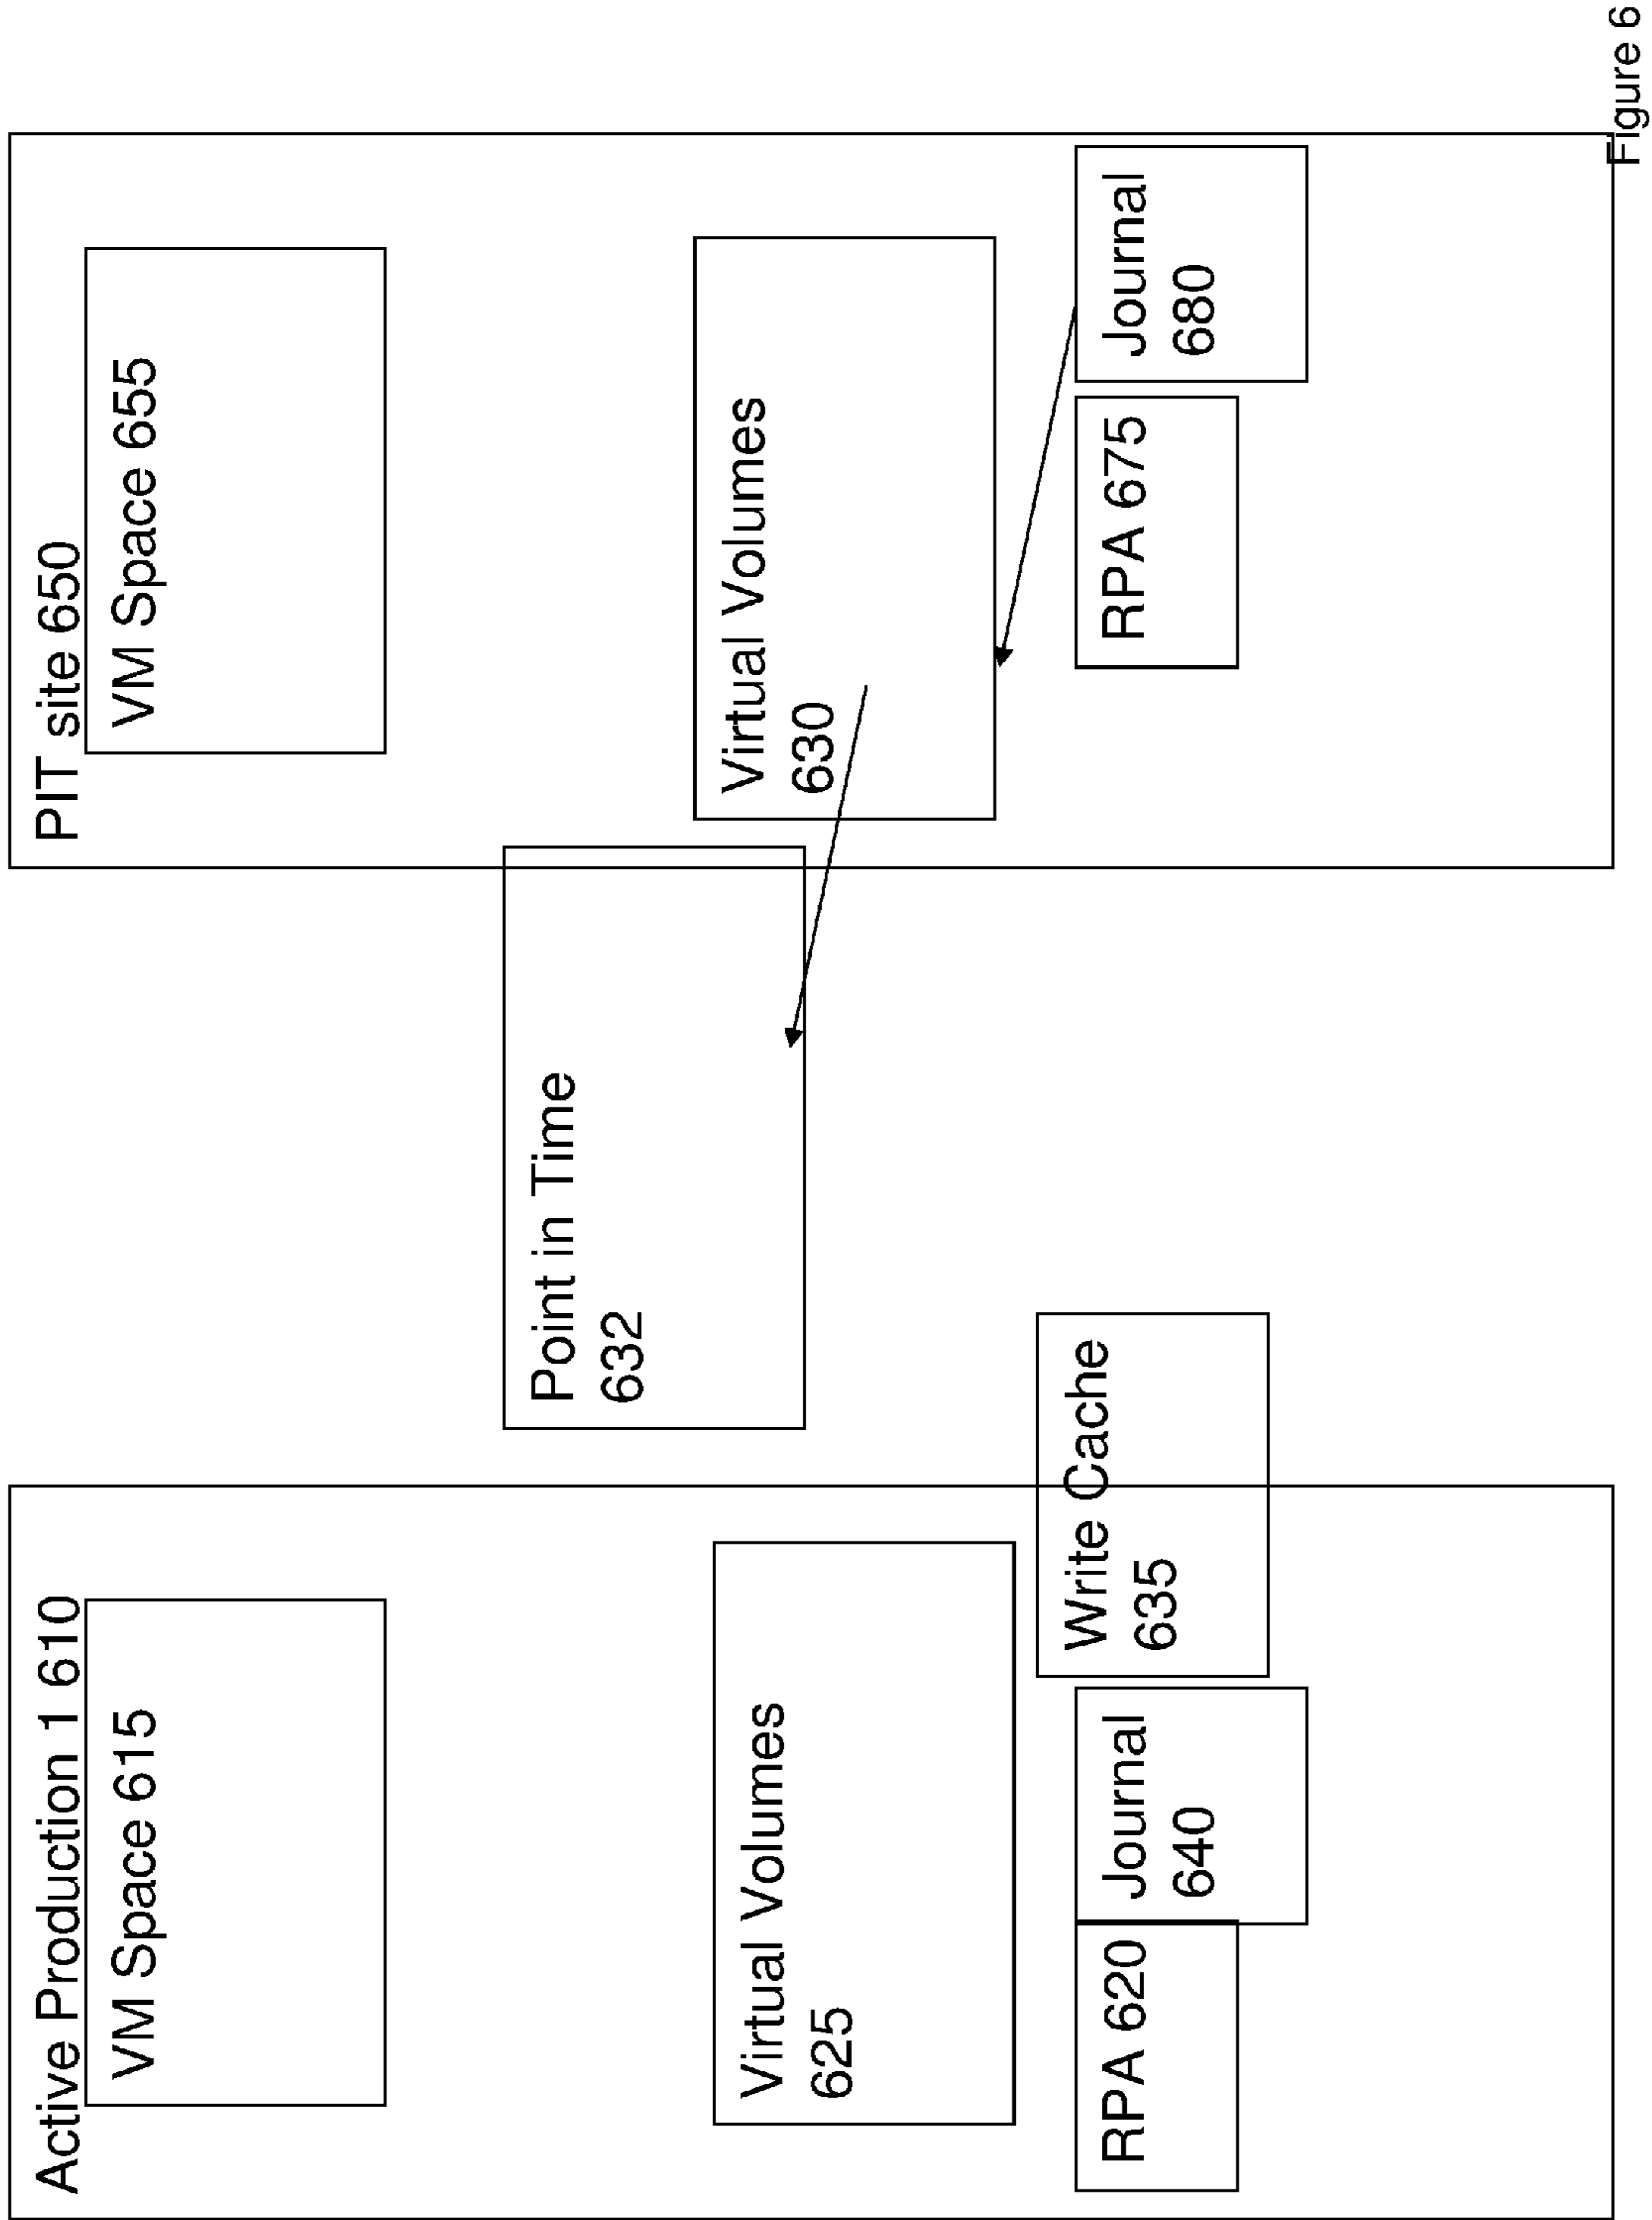 Active Production 1 610
VM Space 615
Virtual Volumes
625
RPA 620
Journal
640
Write Cache
635
Point in Time
632
PIT site 650
VM Space 655
Virtual Volumes
630
RPA 675
Journal
680
Figure 6